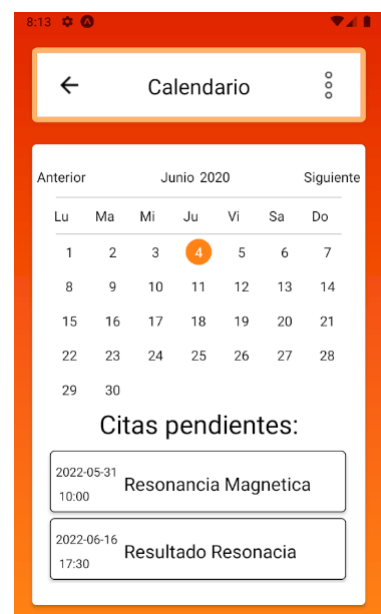 8:13
Calendario
Anterior Junio 2020 Siguiente
Lu Ma Mi Ju Vi Sa Do
1 2 3 4 5 6 7
8 9 10 11 12 13 14
15 16 17 18 19 20 21
22 23 24 25 26 27 28
29 30
Citas pendientes:
2022-05-31
10:00
Resonancia Magnetica
2022-06-16
17:30
Resultado Resonacia